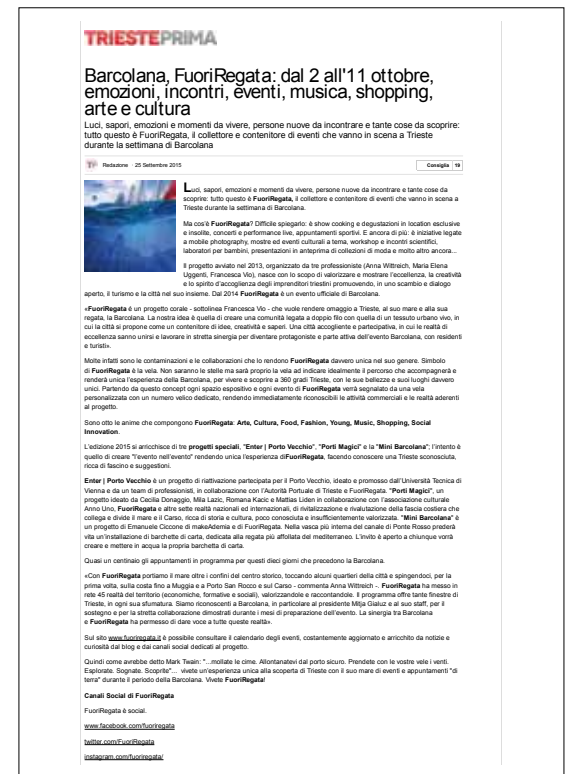 TRIESTEPRIMA
Barcolana, FuoriRegata: dal 2 all'11 ottobre,
emozioni, incontri, eventi, musica, shopping,
arte e cultura
Luci, sapori, emozioni e momenti da vivere, persone nuove da incontrare e tante cose da scoprire:
tutto questo è FuoriRegata, il collettore e contenitore di eventi che vanno in scena a Trieste
durante la settimana di Barcolana
TP Redazione 25 Settembre 2015
Consiglia 19
Luci, sapori, emozioni e momenti da vivere, persone nuove da incontrare e tante cose da
scoprire: tutto questo è FuoriRegata, il collettore e contenitore di eventi che vanno in scena a
Trieste durante la settimana di Barcolana.
Ma cos'è FuoriRegata? Difficile spiegarlo: è show cooking e degustazioni in location esclusive
e insolite, concerti e performance live, appuntamenti sportivi. E ancora di più: è iniziative legate
a mobile photography, mostre ed eventi culturali a tema, workshop e incontri scientifici,
laboratori per bambini, presentazioni in anteprima di collezioni di moda e molto altro ancora...
Il progetto avviato nel 2013, organizzato da tre professioniste (Anna Wittreich, Maria Elena
Uggenti, Francesca Vio), nasce con lo scopo di valorizzare e mostrare l'eccellenza, la creatività
e lo spirito d'accoglienza degli imprenditori triestini promuovendo, in uno scambio e dialogo
aperto, il turismo e la città nel suo insieme. Dal 2014 FuoriRegata è un evento ufficiale di Barcolana.
«FuoriRegata è un progetto corale - sottolinea Francesca Vio - che vuole rendere omaggio a Trieste, al suo mare e alla sua
regata, la Barcolana. La nostra idea è quella di creare una comunità legata a doppio filo con quella di un tessuto urbano vivo, in
cui la città si propone come un contenitore di idee, creatività e saperi. Una città accogliente e partecipativa, in cui le realtà di
eccellenza sanno unirsi e lavorare in stretta sinergia per diventare protagoniste e parte attiva dell'evento Barcolana, con residenti
e turisti».
Molte infatti sono le contaminazioni e le collaborazioni che lo rendono FuoriRegata davvero unica nel suo genere. Simbolo
di FuoriRegata è la vela. Non saranno le stelle ma sarà proprio la vela ad indicare idealmente il percorso che accompagnerà e
renderà unica l'esperienza della Barcolana, per vivere e scoprire a 360 gradi Trieste, con le sue bellezze e suoi luoghi davvero
unici. Partendo da questo concept ogni spazio espositivo e ogni evento di FuoriRegata verrà segnalato da una vela
personalizzata con un numero velico dedicato, rendendo immediatamente riconoscibili le attività commerciali e le realtà aderenti
al progetto.
Sono otto le anime che compongono FuoriRegata: Arte, Cultura, Food, Fashion, Young, Music, Shopping, Social
Innovation.
L'edizione 2015 si arricchisce di tre progetti speciali, "Enter | Porto Vecchio", "Porti Magici" e la "Mini Barcolana"; l'intento è
quello di creare "l'evento nell'evento" rendendo unica l'esperienza diFuoriRegata, facendo conoscere una Trieste sconosciuta,
ricca di fascino e suggestioni.
Enter | Porto Vecchio è un progetto di riattivazione partecipata per il Porto Vecchio, ideato e promosso dall'Università Tecnica di
Vienna e da un team di professionisti, in collaborazione con l'Autorità Portuale di Trieste e FuoriRegata. "Porti Magici", un
progetto ideato da Cecilia Donaggio, Mila Lazic, Romana Kacic e Mattias Liden in collaborazione con l'associazione culturale
Anno Uno, FuoriRegata e altre sette realtà nazionali ed internazionali, di rivitalizzazione e rivalutazione della fascia costiera che
collega e divide il mare e il Carso, ricca di storia e cultura, poco conosciuta e insufficientemente valorizzata. "Mini Barcolana" è
un progetto di Emanuele Ciccone di makeAdemia e di FuoriRegata. Nella vasca più interna del canale di Ponte Rosso prederà
vita un'installazione di barchette di carta, dedicata alla regata più affollata del mediterraneo. L'invito è aperto a chiunque vorrà
creare e mettere in acqua la propria barchetta di carta.
Quasi un centinaio gli appuntamenti in programma per questi dieci giorni che precedono la Barcolana.
«Con FuoriRegata portiamo il mare oltre i confini del centro storico, toccando alcuni quartieri della città e spingendoci, per la
prima volta, sulla costa fino a Muggia e a Porto San Rocco e sul Carso - commenta Anna Wittreich -. FuoriRegata ha messo in
rete 45 realtà del territorio (economiche, formative e sociali), valorizzandole e raccontandole. Il programma offre tante finestre di
Trieste, in ogni sua sfumatura. Siamo riconoscenti a Barcolana, in particolare al presidente Mitja Gialuz e al suo staff, per il
sostegno e per la stretta collaborazione dimostrati durante i mesi di preparazione dell'evento. La sinergia tra Barcolana
e FuoriRegata ha permesso di dare voce a tutte queste realtà».
Sul sito www.fuoriregata.it è possibile consultare il calendario degli eventi, costantemente aggiornato e arricchito da notizie e
curiosità dal blog e dai canali social dedicati al progetto.
Quindi come avrebbe detto Mark Twain: "...mollate le cime. Allontanatevi dal porto sicuro. Prendete con le vostre vele i venti.
Esplorate. Sognate. Scoprite"... vivete un'esperienza unica alla scoperta di Trieste con il suo mare di eventi e appuntamenti "di
terra" durante il periodo della Barcolana. Vivete FuoriRegata!
Canali Social di FuoriRegata
FuoriRegata è social.
www.facebook.com/fuoriregata
twitter.com/FuoriRegata
instagram.com/fuoriregata/